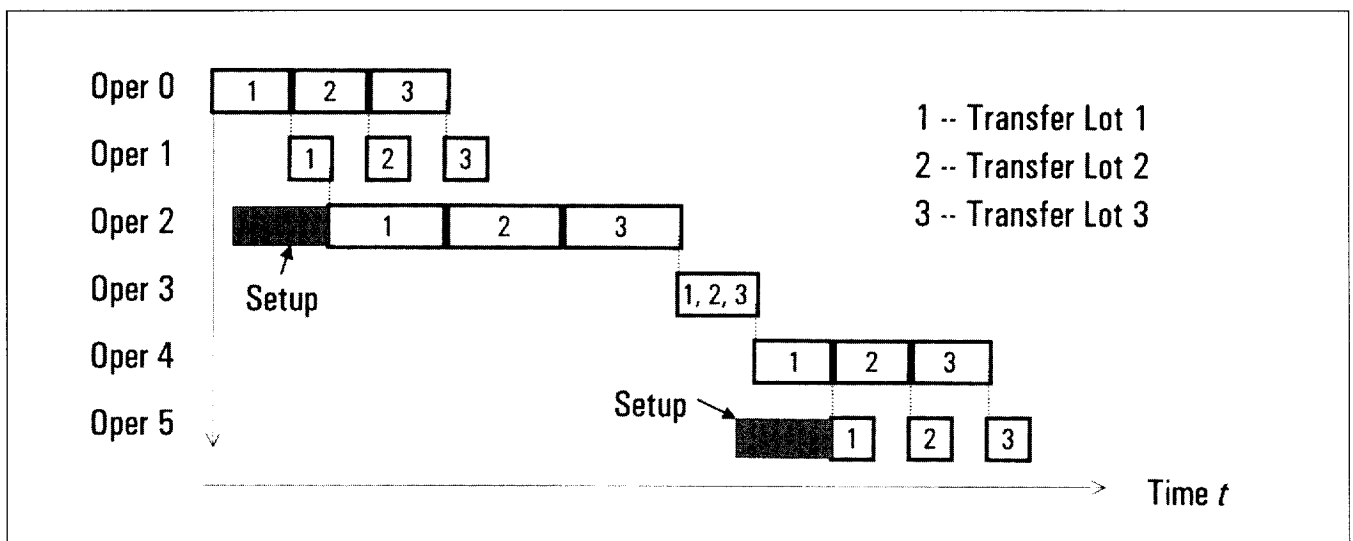 Oper 0
1 2 3
1 -- Transfer Lot 1
Oper 1
1 2 3
2 -- Transfer Lot 2
Oper 2
1 2 3
3 -- Transfer Lot 3
Setup
Oper 3
1, 2, 3
Oper 4
1 2 3
Setup
Oper 5
1 2 3
Time t